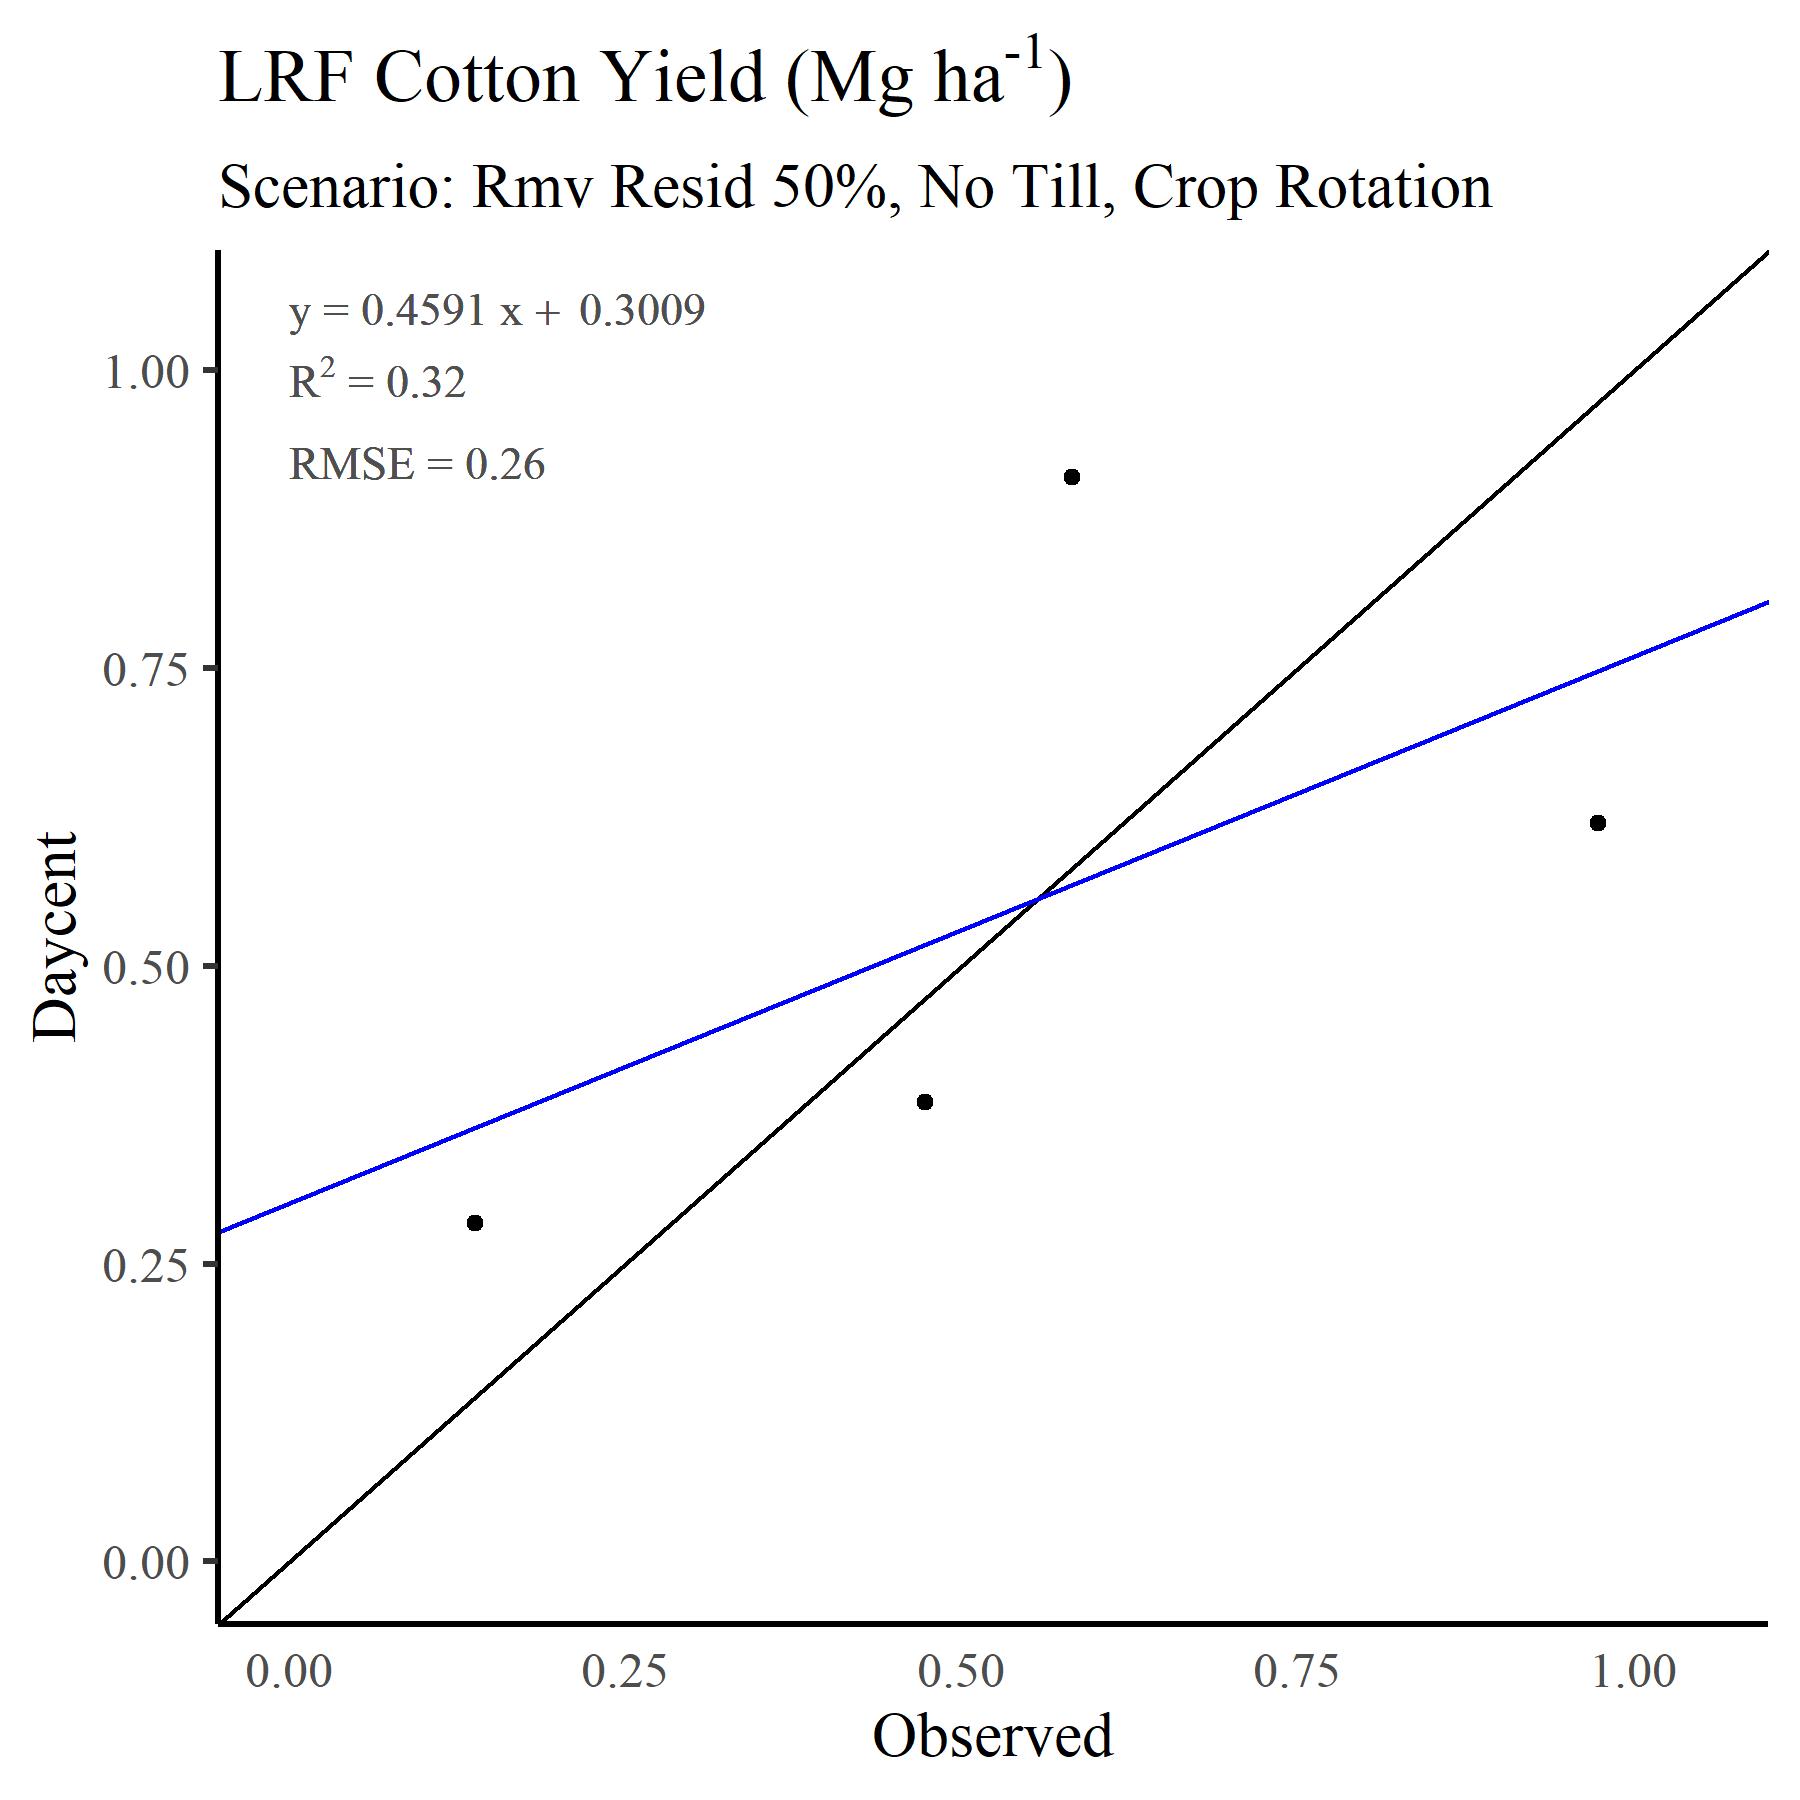 LRF Cotton Yield (Mg ha⁻¹)
Scenario: Rmv Resid 50%, No Till, Crop Rotation
y = 0.4591 x + 0.3009
R² = 0.32
RMSE = 0.26
1.00
0.75
0.50
0.25
0.00
Daycent
0.00 0.25 0.50 0.75 1.00
Observed